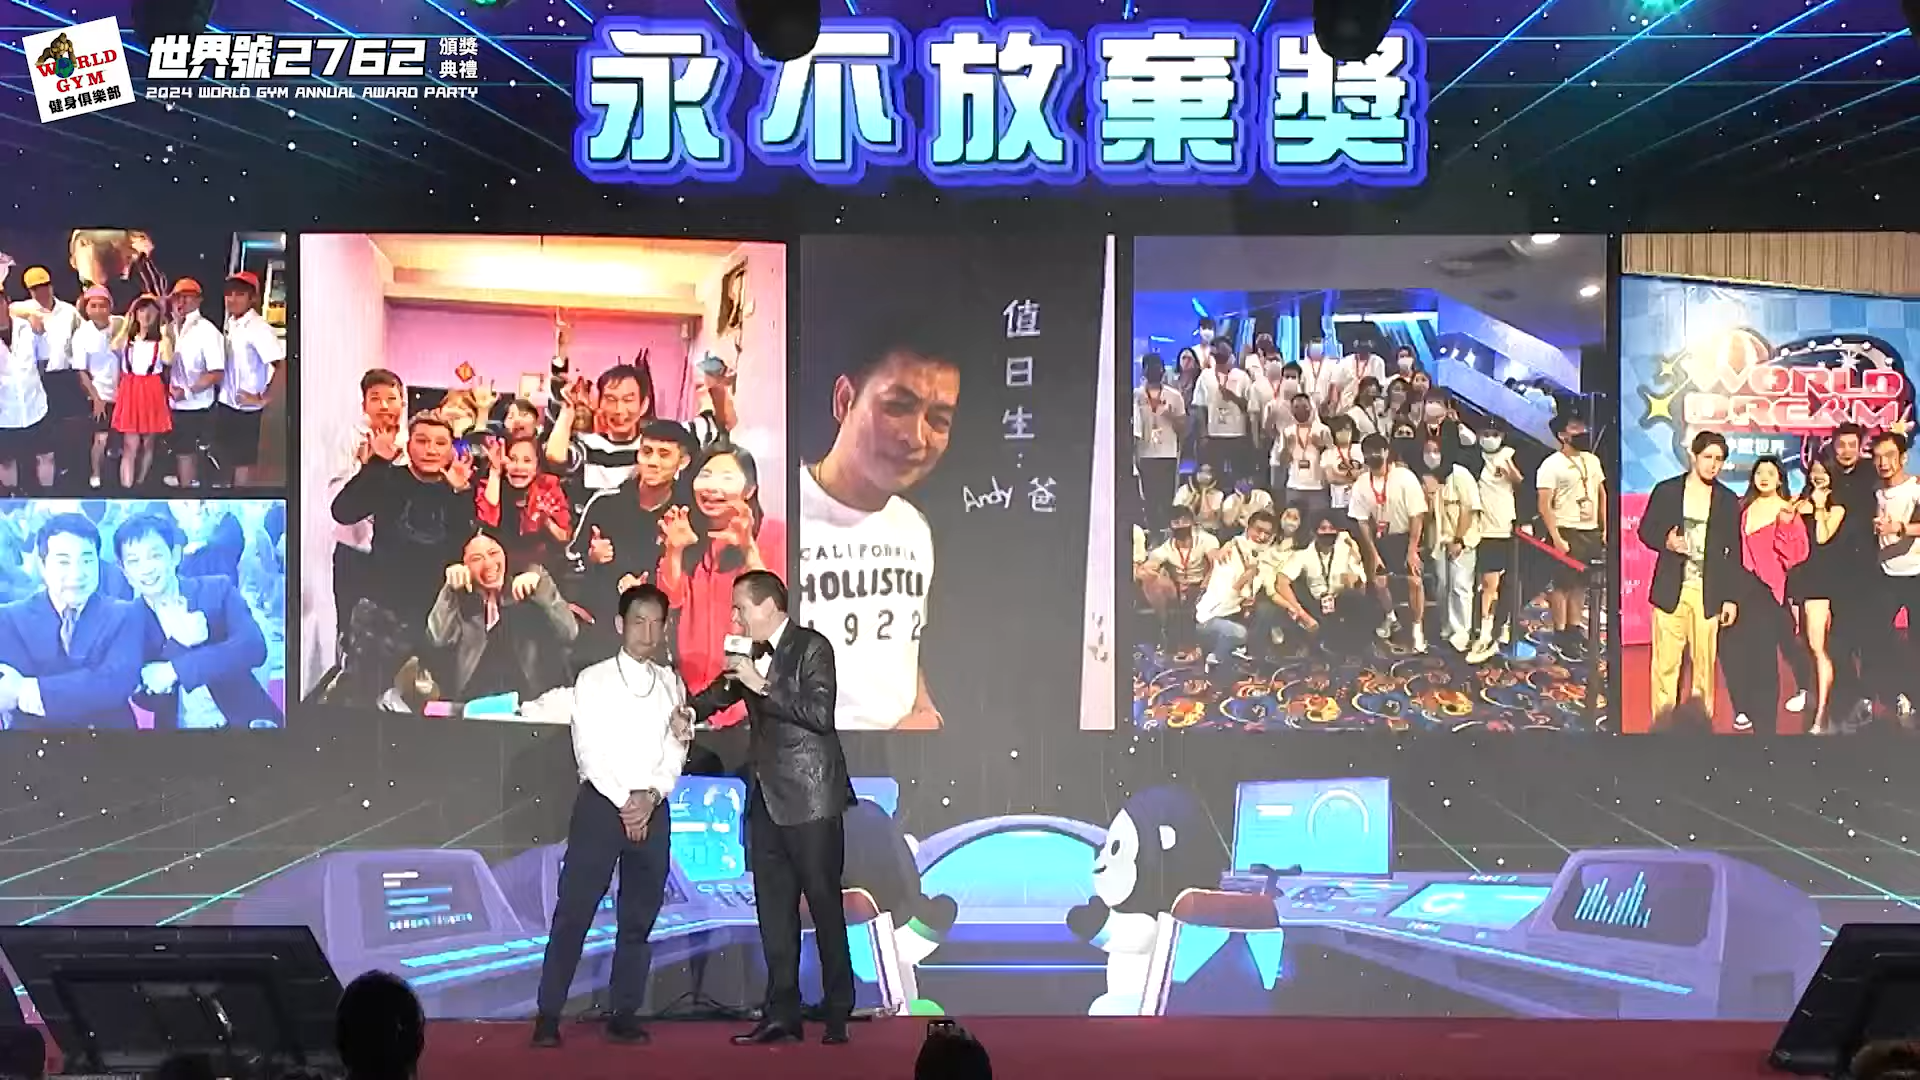 WORLD
GYM
健身俱樂部
世界號2762
頒獎
典禮
2024 WORLD GYM ANNUAL AWARD PARTY
永不放棄獎
值日生:
Andy 爸
CALIFORNIA
HOLLISTER
1922
WORLD
DREAM